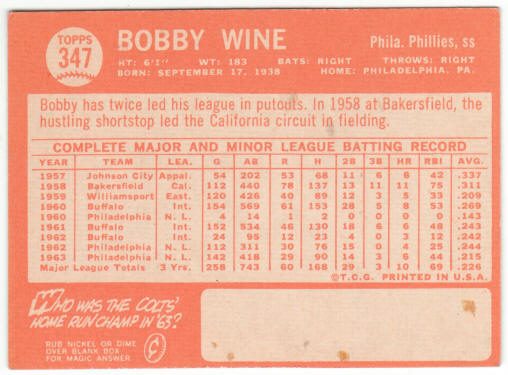 TOPPS
347
BOBBY WINE
Phila. Phillies, ss
HT: 6'1" WT: 183 BATS: RIGHT THROWS: RIGHT
BORN: SEPTEMBER 17, 1938 HOME: PHILADELPHIA, PA.
Bobby has twice led his league in putouts. In 1958 at Bakersfield, the
hustling shortstop led the California circuit in fielding.
COMPLETE MAJOR AND MINOR LEAGUE BATTING RECORD
YEAR TEAM LEA. G AB R H 2B 3B HR RBI AVG.
1957 Johnson City Appal. 54 202 53 68 11 6 6 42 .337
1958 Bakersfield Cal. 112 440 78 137 13 11 11 75 .311
1959 Williamsport East. 120 426 40 89 12 3 5 33 .209
1960 Buffalo Int. 154 569 61 153 28 5 8 53 .269
1960 Philadelphia N. L. 4 14 1 2 0 0 0 0 .143
1961 Buffalo Int. 152 534 46 130 18 6 6 48 .243
1962 Buffalo Int. 24 95 12 23 4 0 3 12 .242
1962 Philadelphia N. L. 112 311 30 76 15 0 4 25 .244
1963 Philadelphia N. L. 142 418 29 90 14 3 6 44 .215
Major League Totals 3 Yrs. 258 743 60 168 29 3 10 69 .226
©T.C.G. PRINTED IN U.S.A.
WHO WAS THE COLTS'
HOME RUN CHAMP IN '63?
RUB NICKEL OR DIME
OVER BLANK BOX
FOR MAGIC ANSWER